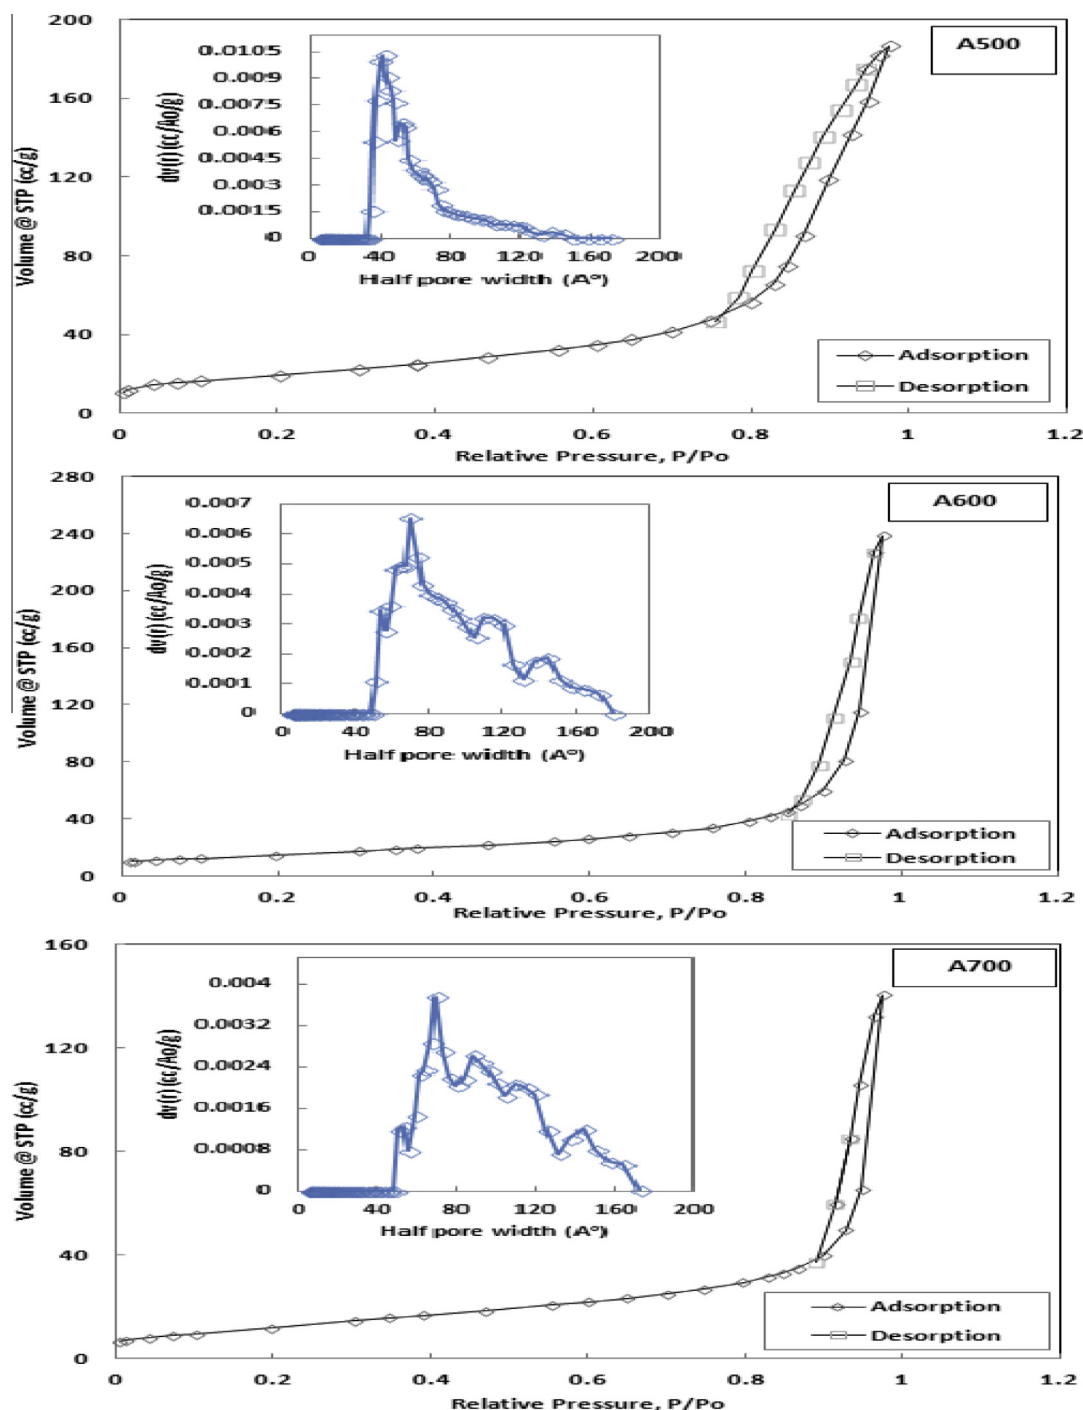 200
160
120
80
40
0
Volume @ STP (cc/g)
A500
0.0105
0.009
0.0075
0.006
0.0045
0.003
0.0015
0
dv(r)(cc/Ao/g)
0 40 80 120 160 200
Half pore width (A°)
Adsorption
Desorption
0 0.2 0.4 0.6 0.8 1 1.2
Relative Pressure, P/Po
280
240
200
160
120
80
40
0
Volume @ STP (cc/g)
A600
0.007
0.006
0.005
0.004
0.003
0.002
0.001
0
dv(r)(cc/Ao/g)
0 40 80 120 160 200
Half pore width (A°)
Adsorption
Desorption
0 0.2 0.4 0.6 0.8 1 1.2
Relative Pressure, P/Po
160
120
80
40
0
Volume @ STP (cc/g)
A700
0.004
0.0032
0.0024
0.0016
0.0008
0
dv(r)(cc/Ao/g)
0 40 80 120 160 200
Half pore width (A°)
Adsorption
Desorption
0 0.2 0.4 0.6 0.8 1 1.2
Relative Pressure, P/Po